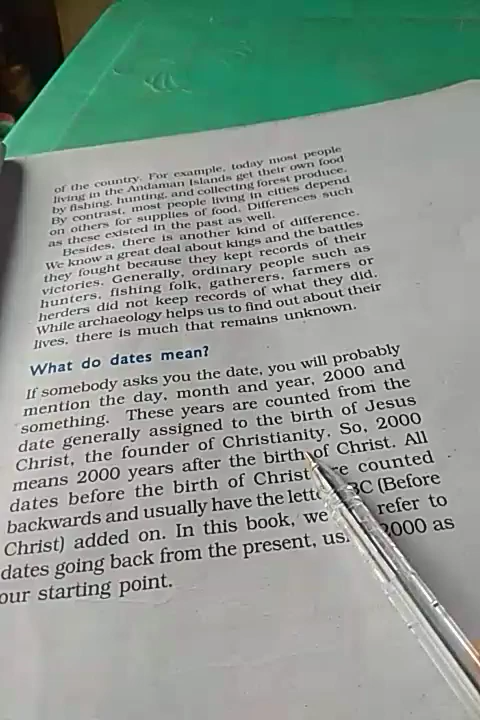 of the country. For example, today most people
living in the Andaman Islands get their own food
by fishing, hunting, and collecting forest produce.
By contrast, most people living in cities depend
on others for supplies of food. Differences such
as these existed in the past as well.
Besides, there is another kind of difference.
We know a great deal about kings and the battles
they fought because they kept records of their
victories. Generally, ordinary people such as
hunters, fishing folk, gatherers, farmers or
herders did not keep records of what they did.
While archaeology helps us to find out about their
lives, there is much that remains unknown.
What do dates mean?
If somebody asks you the date, you will probably
mention the day, month and year, 2000 and
something. These years are counted from the
date generally assigned to the birth of Jesus
Christ, the founder of Christianity. So, 2000
means 2000 years after the birth of Christ. All
dates before the birth of Christ counted
backwards and usually have the BC (Before
Christ) added on. In this book, we refer to
dates going back from the present, 2000 as
our starting point.